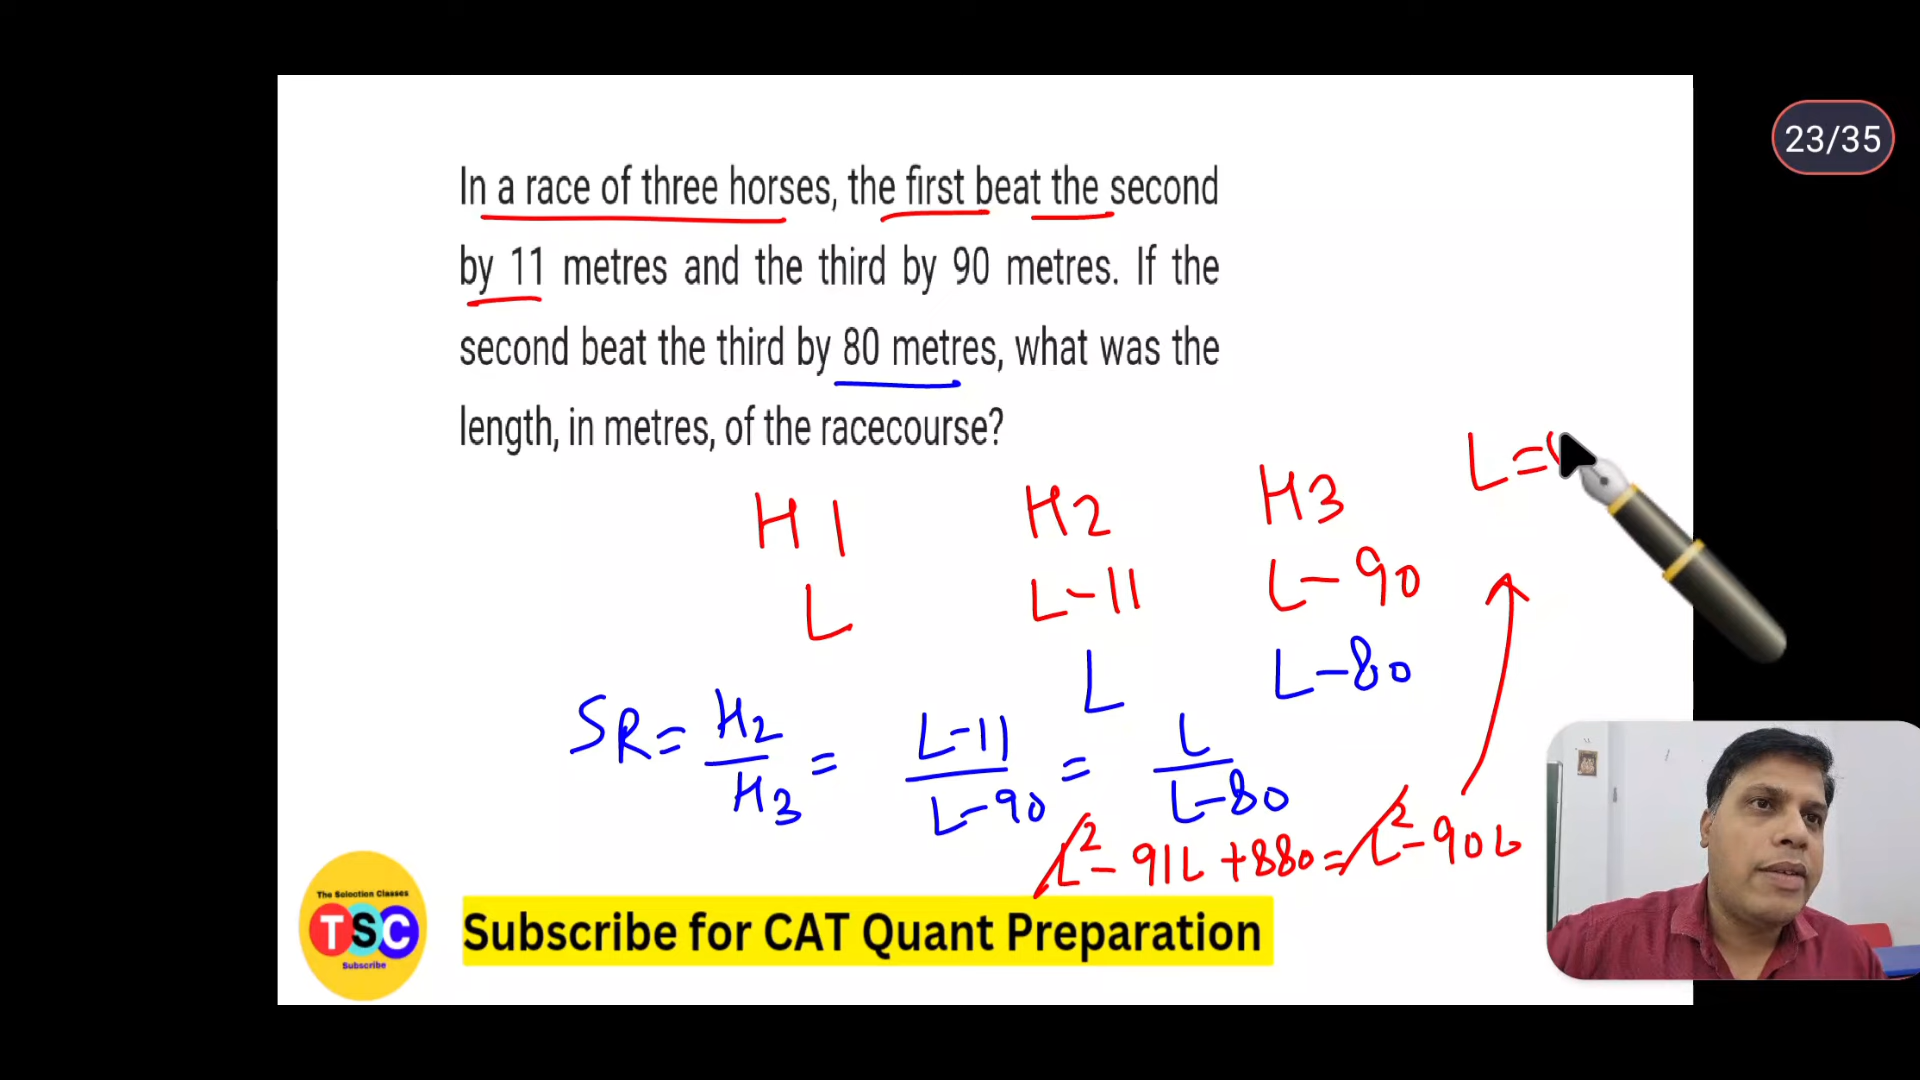 23/35
In a race of three horses, the first beat the second
by 11 metres and the third by 90 metres. If the
second beat the third by 80 metres, what was the
length, in metres, of the racecourse?
L=
H1 H2 H3
L L-11 L-90
L L-80
SR = H2/H3 = L-11/L-90 = L/L-80
L²-91L+880=L²-90L
The Selection Classes
TSC
Subscribe
Subscribe for CAT Quant Preparation